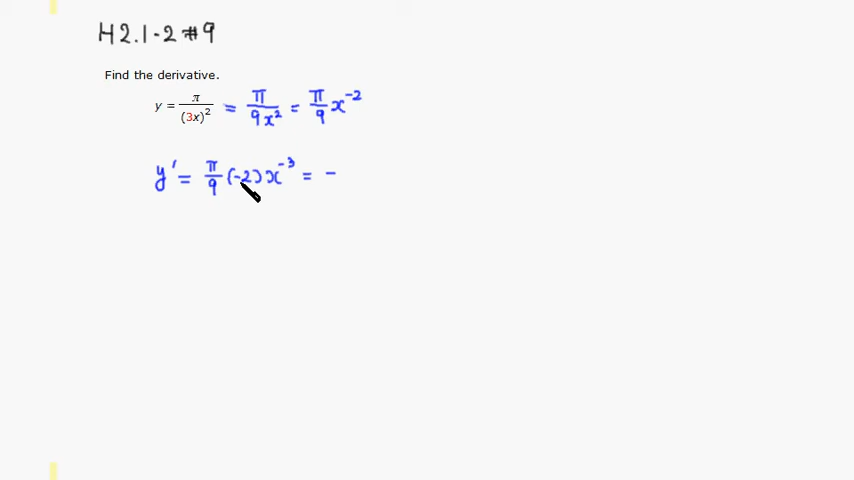 H2.1-2 #9
Find the derivative.
y = π/(3x)² = π/9x² = π/9 x⁻²
y' = π/9 (-2) x⁻³ = -